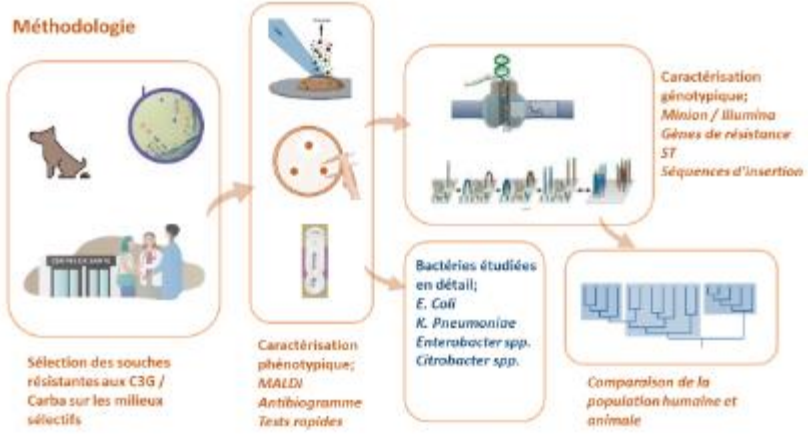 Méthodologie
Sélection des souches
résistantes aux C3G /
Carba sur les milieux
sélectifs
Caractérisation
phénotypique;
MALDI
Antibiogramme
Tests rapides
Caractérisation
génotypique;
Minion / Illumina
Gènes de résistance
ST
Séquences d'insertion
Bactéries étudiées
en détail;
E. Coli
K. Pneumoniae
Enterobacter spp.
Citrobacter spp.
Comparaison de la
population humaine et
animale